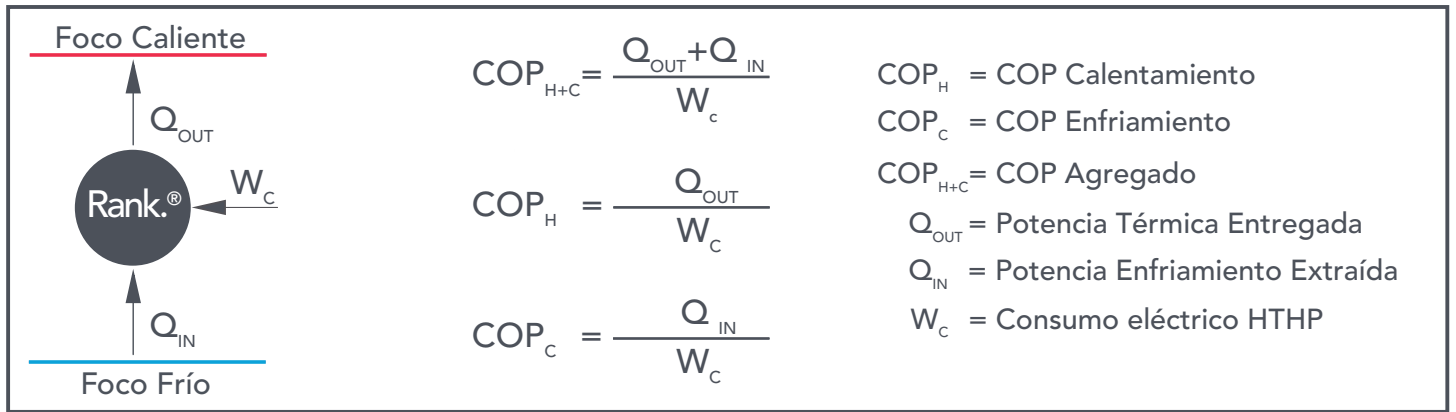 Foco Caliente
Q_OUT
Rank.®
W_C
Q_IN
Foco Frío
COP_H+C = (Q_OUT + Q_IN) / W_c
COP_H = Q_OUT / W_C
COP_C = Q_IN / W_C
COP_H = COP Calentamiento
COP_C = COP Enfriamiento
COP_H+C = COP Agregado
Q_OUT = Potencia Térmica Entregada
Q_IN = Potencia Enfriamiento Extraída
W_C = Consumo eléctrico HTHP